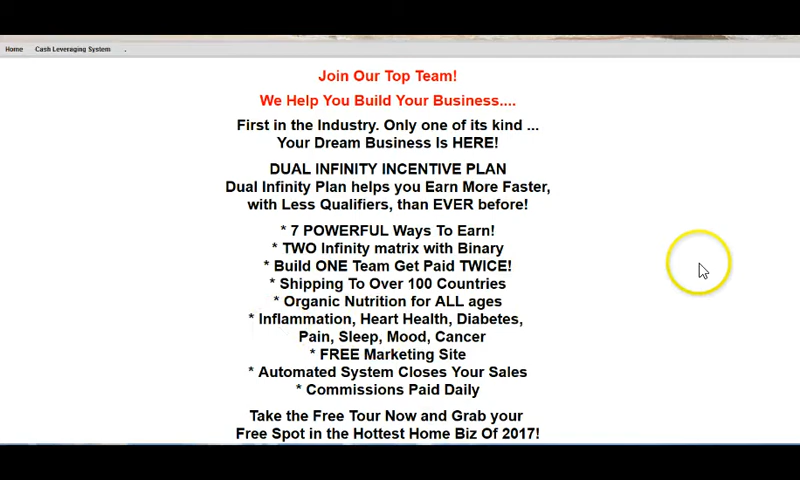 Home Cash Leveraging System .
Join Our Top Team!
We Help You Build Your Business....
First in the Industry. Only one of its kind ...
Your Dream Business Is HERE!
DUAL INFINITY INCENTIVE PLAN
Dual Infinity Plan helps you Earn More Faster,
with Less Qualifiers, than EVER before!
* 7 POWERFUL Ways To Earn!
* TWO Infinity matrix with Binary
* Build ONE Team Get Paid TWICE!
* Shipping To Over 100 Countries
* Organic Nutrition for ALL ages
* Inflammation, Heart Health, Diabetes,
Pain, Sleep, Mood, Cancer
* FREE Marketing Site
* Automated System Closes Your Sales
* Commissions Paid Daily
Take the Free Tour Now and Grab your
Free Spot in the Hottest Home Biz Of 2017!